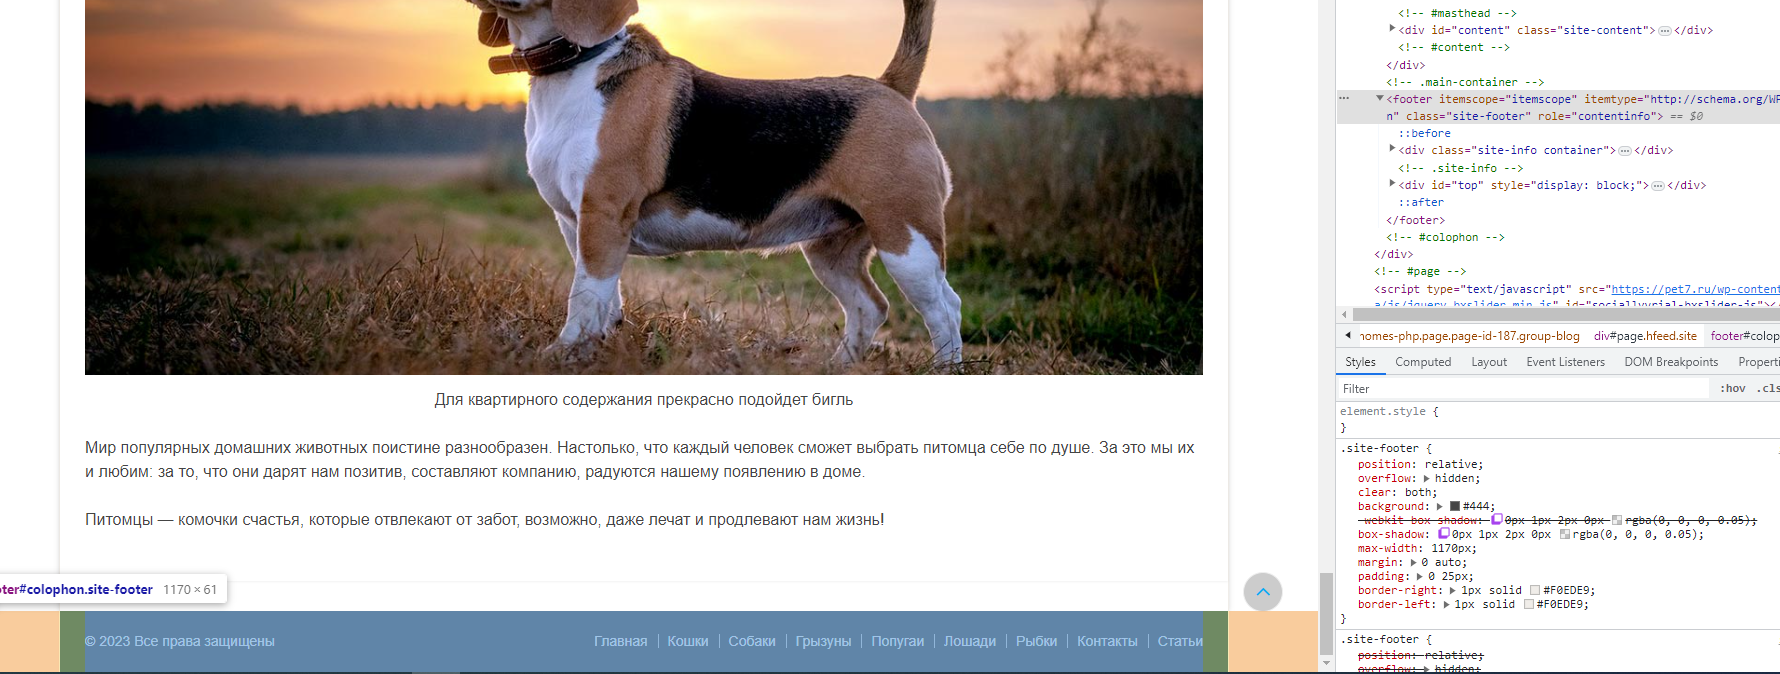 Для квартирного содержания прекрасно подойдет бигль
Мир популярных домашних животных поистине разнообразен. Настолько, что каждый человек сможет выбрать питомца себе по душе. За это мы их
и любим: за то, что они дарят нам позитив, составляют компанию, радуются нашему появлению в доме.
Питомцы — комочки счастья, которые отвлекают от забот, возможно, даже лечат и продлевают нам жизнь!
oter#colophon.site-footer 1170 × 61
© 2023 Все права защищены
Главная Кошки Собаки Грызуны Попугаи Лошади Рыбки Контакты Статьи
<!-- #masthead -->
<div id="content" class="site-content"> … </div>
<!-- #content -->
</div>
<!-- .main-container -->
<footer itemscope="itemscope" itemtype="http://schema.org/WP
n" class="site-footer" role="contentinfo"> == $0
::before
<div class="site-info container"> … </div>
<!-- .site-info -->
<div id="top" style="display: block;"> … </div>
::after
</footer>
<!-- #colophon -->
</div>
<!-- #page -->
<script type="text/javascript" src="https://pet7.ru/wp-content
a/js/jquery.bxslider.min.js" id="sociallyviral-bxslider-js"></
homes-php.page.page-id-187.group-blog div#page.hfeed.site footer#colop
Styles Computed Layout Event Listeners DOM Breakpoints Properti
Filter :hov .cls
element.style {
}
.site-footer {
position: relative;
overflow: hidden;
clear: both;
background: #444;
-webkit-box-shadow: 0px 1px 2px 0px rgba(0, 0, 0, 0.05);
box-shadow: 0px 1px 2px 0px rgba(0, 0, 0, 0.05);
max-width: 1170px;
margin: 0 auto;
padding: 0 25px;
border-right: 1px solid #F0EDE9;
border-left: 1px solid #F0EDE9;
}
.site-footer {
position: relative;
overflow: hidden;